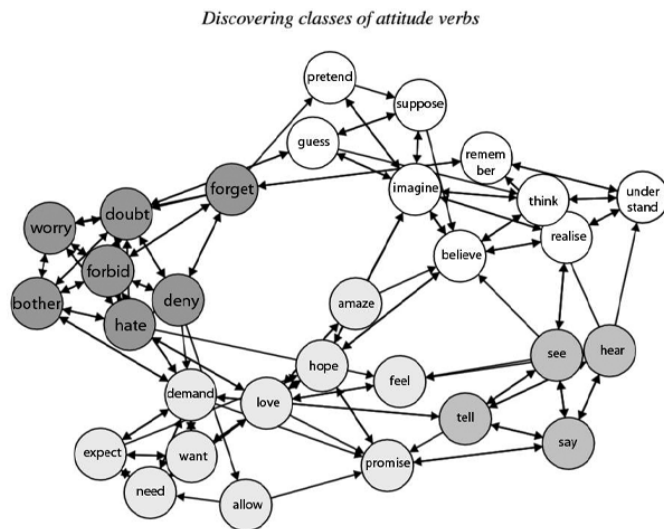 Discovering classes of attitude verbs
pretend
suppose
guess
remem
ber
forget
imagine
think
under
stand
doubt
worry
realise
believe
forbid
bother
deny
amaze
hate
see
hear
hope
feel
demand
love
tell
say
expect
want
promise
need
allow